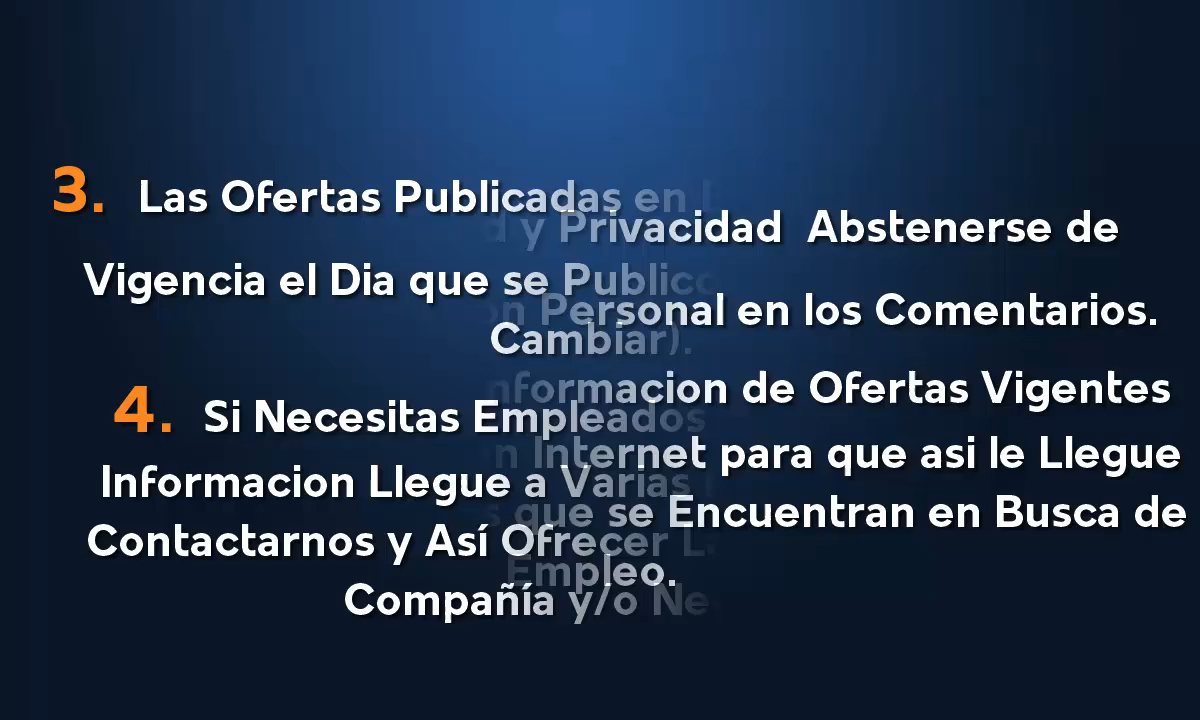 3. Las Ofertas Publicadas en
y Privacidad Abstenerse de
Vigencia el Dia que se
Personal en los Comentarios.
Cambiar).
de Ofertas Vigentes
4. Si Necesitas Empleados
Internet para que asi le Llegue
Informacion Llegue a Varias
que se Encuentran en Busca de
Contactarnos y Así Ofrecer
Empleo.
Compañía y/o